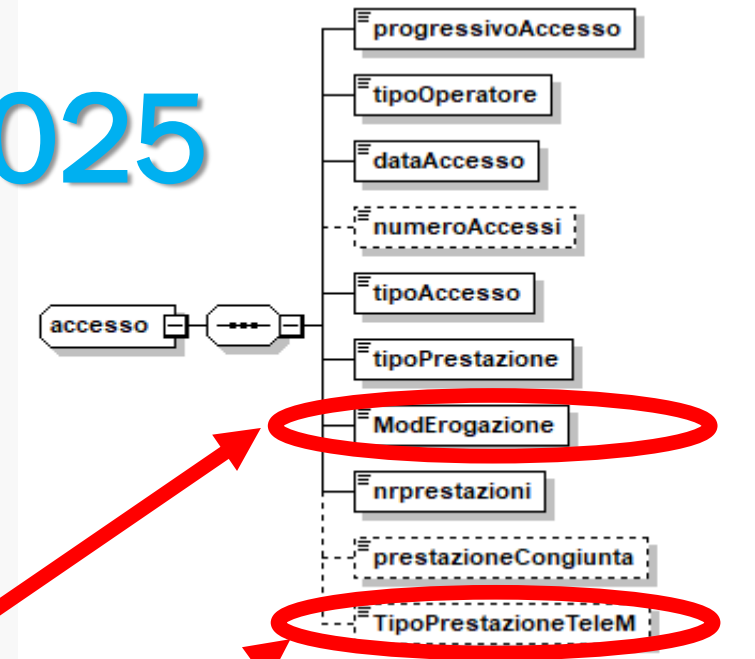 025
accesso
progressivoAccesso
tipoOperatore
dataAccesso
numeroAccessi
tipoAccesso
tipoPrestazione
ModErogazione
nrprestazioni
prestazioneCongiunta
TipoPrestazioneTeleM